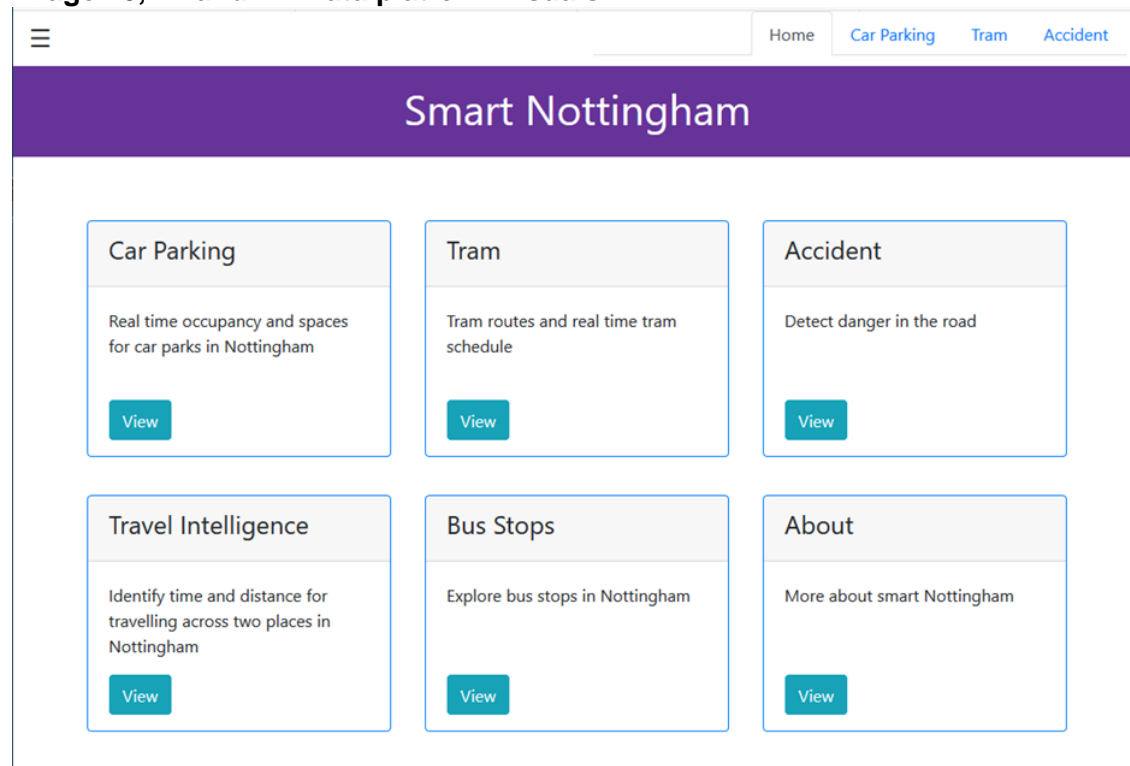 Home Car Parking Tram Accident
Smart Nottingham
Car Parking
Real time occupancy and spaces
for car parks in Nottingham
View
Tram
Tram routes and real time tram
schedule
View
Accident
Detect danger in the road
View
Travel Intelligence
Identify time and distance for
travelling across two places in
Nottingham
View
Bus Stops
Explore bus stops in Nottingham
View
About
More about smart Nottingham
View